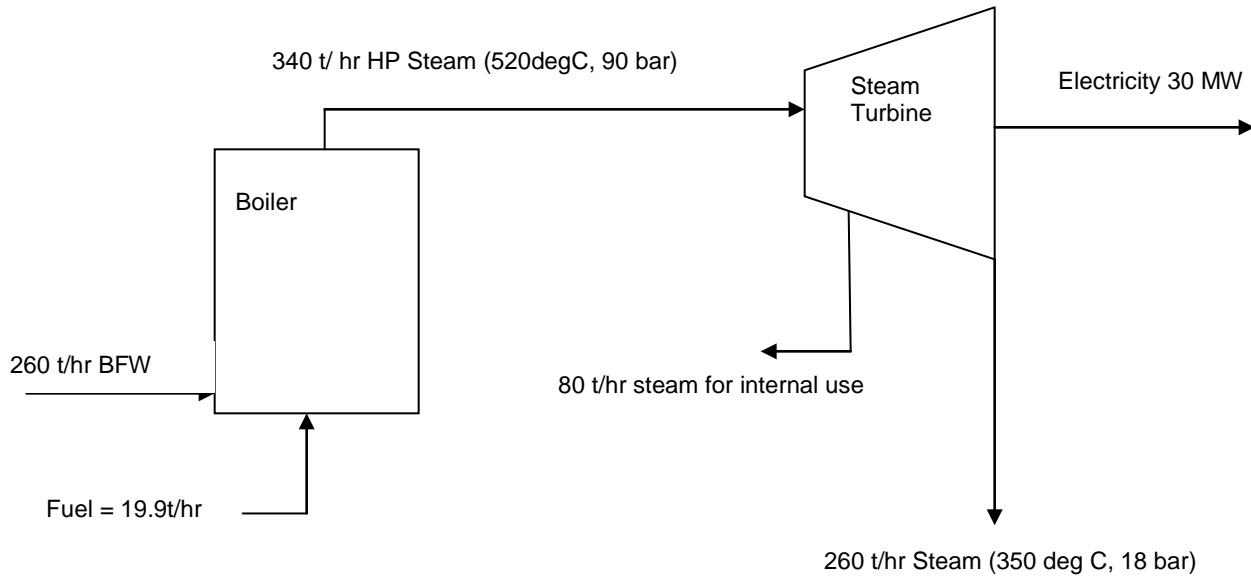 340 t/ hr HP Steam (520degC, 90 bar)
Steam
Turbine
Electricity 30 MW
Boiler
260 t/hr BFW
80 t/hr steam for internal use
Fuel = 19.9t/hr
260 t/hr Steam (350 deg C, 18 bar)